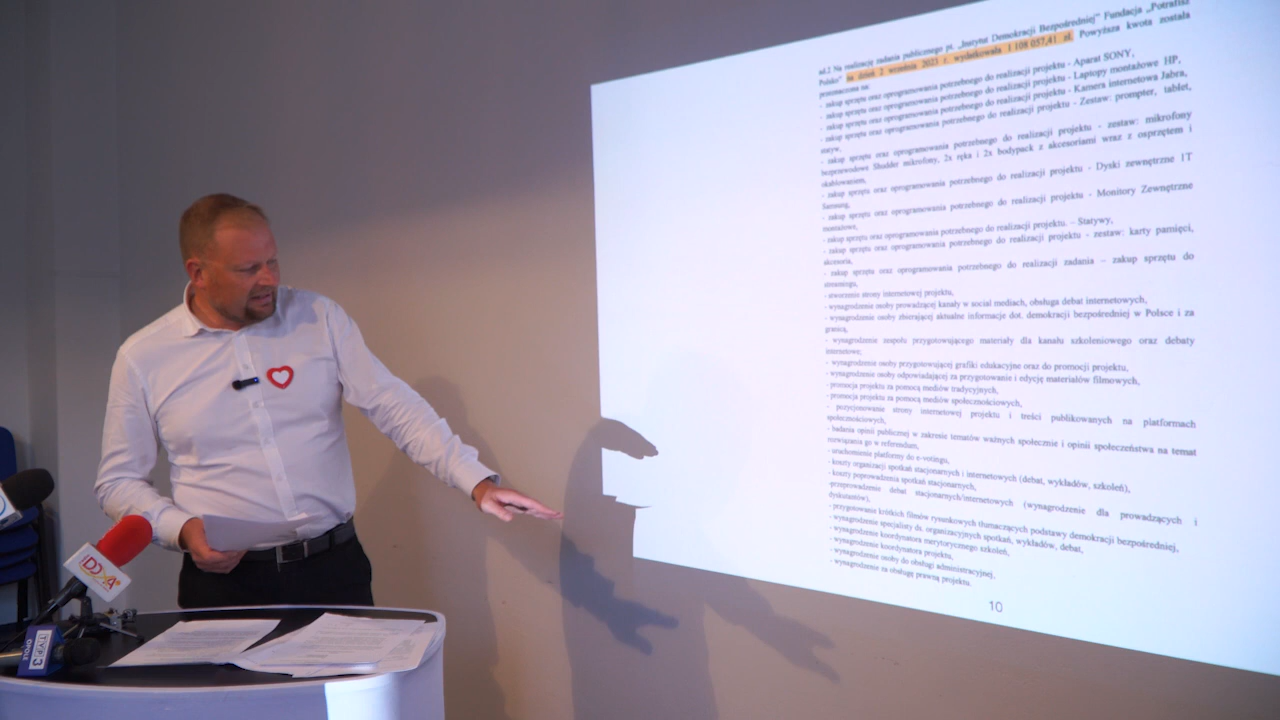 ad.2 Na realizację zadania publicznego pt. „Inicjuj Demokracji Bezpośredniej" Fundacja „Potrafisz
Polsko" na dzień 2 września 2023 r. wydatkowała 1 108 057,41 zł. Powyższa kwota została
przeznaczona na:
- zakup sprzętu oraz oprogramowania potrzebnego do realizacji projektu - Aparat SONY,
- zakup sprzętu oraz oprogramowania potrzebnego do realizacji projektu - Laptopy montażowe HP,
- zakup sprzętu oraz oprogramowania potrzebnego do realizacji projektu - Kamera internetowa Jabra,
- zakup sprzętu oraz oprogramowania potrzebnego do realizacji projektu - Zestaw: prompter, tablet,
statyw,
- zakup sprzętu oraz oprogramowania potrzebnego do realizacji projektu - zestaw: mikrofony
bezprzewodowe Shudder mikrofony, 2x ręka i 2x bodypack z akcesoriami wraz z osprzętem i
okablowaniem,
- zakup sprzętu oraz oprogramowania potrzebnego do realizacji projektu - Dyski zewnętrzne 1T
Samsung,
- zakup sprzętu oraz oprogramowania potrzebnego do realizacji projektu - Monitory Zewnętrzne
montażowe,
- zakup sprzętu oraz oprogramowania potrzebnego do realizacji projektu. – Statywy,
- zakup sprzętu oraz oprogramowania potrzebnego do realizacji projektu - zestaw: karty pamięci,
akcesoria,
- zakup sprzętu oraz oprogramowania potrzebnego do realizacji zadania – zakup sprzętu do
streamingu,
- stworzenie strony internetowej projektu,
- wynagrodzenie osoby prowadzącej kanały w social mediach, obsługa debat internetowych,
- wynagrodzenie osoby zbierającej aktualne informacje dot. demokracji bezpośredniej w Polsce i za
granicą,
- wynagrodzenie zespołu przygotowującego materiały dla kanału szkoleniowego oraz debaty
internetowe;
- wynagrodzenie osoby przygotowującej grafiki edukacyjne oraz do promocji projektu,
- wynagrodzenie osoby odpowiadającej za przygotowanie i edycję materiałów filmowych,
- promocja projektu za pomocą mediów tradycyjnych,
- promocja projektu za pomocą mediów społecznościowych,
- pozycjonowanie strony internetowej projektu i treści publikowanych na platformach
społecznościowych,
- badania opinii publicznej w zakresie tematów ważnych społecznie i opinii społeczeństwa na temat
rozwiązania go w referendum,
- uruchomienie platformy do e-votingu,
- koszty organizacji spotkań stacjonarnych i internetowych (debat, wykładów, szkoleń),
- koszty poprowadzenia spotkań stacjonarnych,
-przeprowadzenie debat stacjonarnych/internetowych (wynagrodzenie dla prowadzących i
dyskutantów),
- przygotowanie krótkich filmów rysunkowych tłumaczących podstawy demokracji bezpośredniej,
- wynagrodzenie specjalisty ds. organizacyjnych spotkań, wykładów, debat,
- wynagrodzenie koordynatora merytorycznego szkoleń,
- wynagrodzenie koordynatora projektu,
- wynagrodzenie osoby do obsługi administracyjnej,
- wynagrodzenie za obsługę prawną projektu.
10
DDXA
TVP3
OPOLE